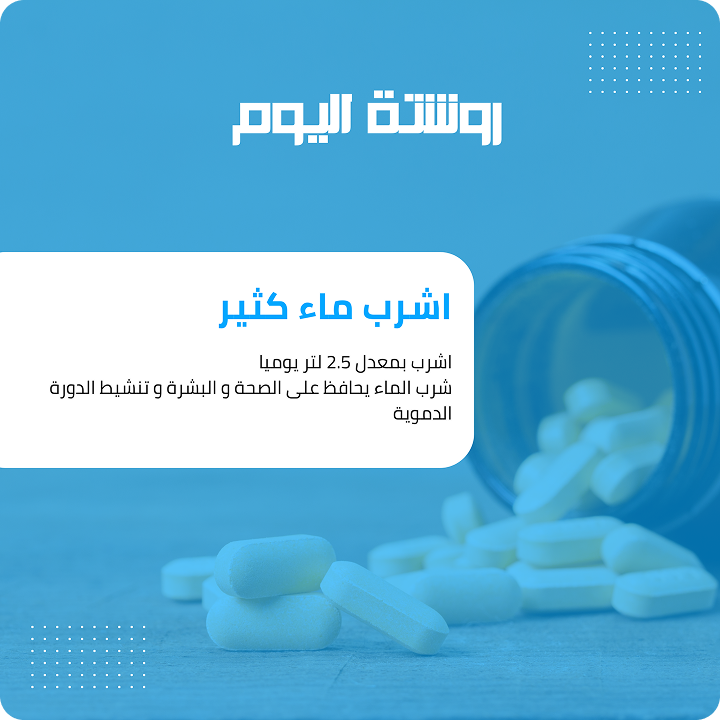 روشتة اليوم
اشرب ماء كثير
اشرب بمعدل 2.5 لتر يوميا
شرب الماء يحافظ على الصحة و البشرة و تنشيط الدورة
الدموية